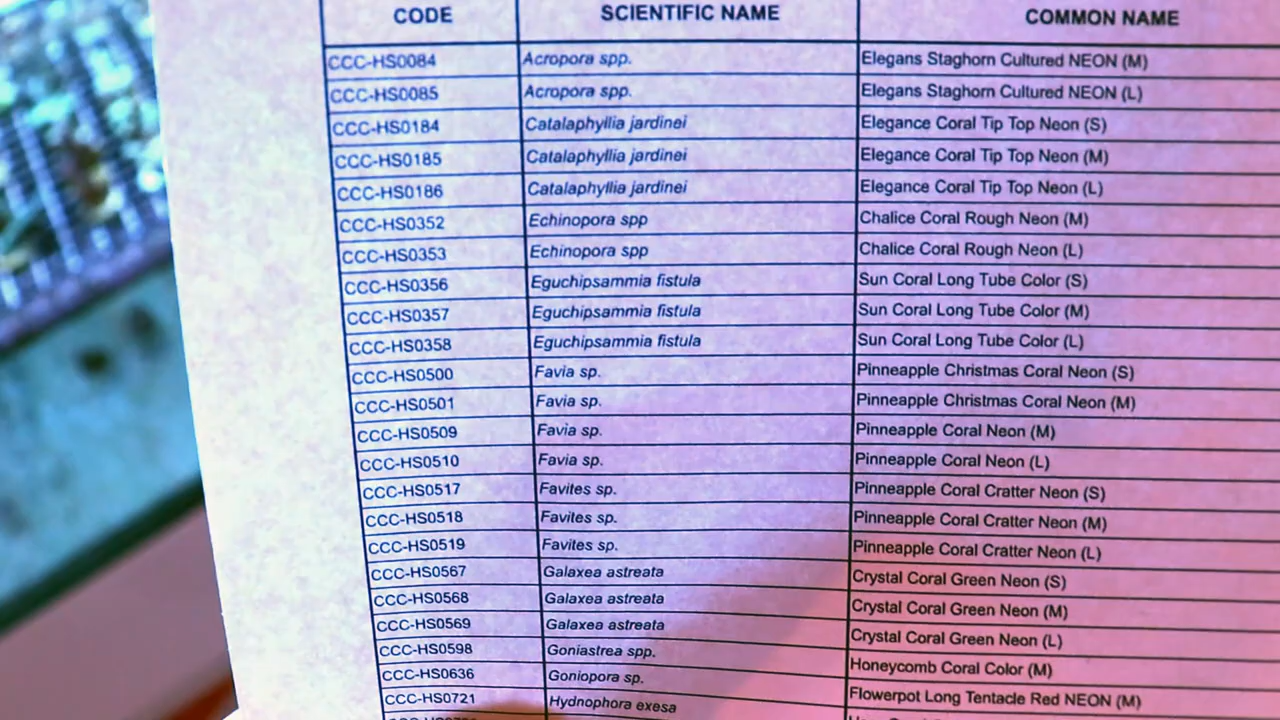 CODE SCIENTIFIC NAME COMMON NAME
CCC-HS0084 Acropora spp. Elegans Staghorn Cultured NEON (M)
CCC-HS0085 Acropora spp. Elegans Staghorn Cultured NEON (L)
CCC-HS0184 Catalaphyllia jardinei Elegance Coral Tip Top Neon (S)
CCC-HS0185 Catalaphyllia jardinei Elegance Coral Tip Top Neon (M)
CCC-HS0186 Catalaphyllia jardinei Elegance Coral Tip Top Neon (L)
CCC-HS0352 Echinopora spp Chalice Coral Rough Neon (M)
CCC-HS0353 Echinopora spp Chalice Coral Rough Neon (L)
CCC-HS0356 Eguchipsammia fistula Sun Coral Long Tube Color (S)
CCC-HS0357 Eguchipsammia fistula Sun Coral Long Tube Color (M)
CCC-HS0358 Eguchipsammia fistula Sun Coral Long Tube Color (L)
CCC-HS0500 Favia sp. Pinneapple Christmas Coral Neon (S)
CCC-HS0501 Favia sp. Pinneapple Christmas Coral Neon (M)
CCC-HS0509 Favia sp. Pinneapple Coral Neon (M)
CCC-HS0510 Favia sp. Pinneapple Coral Neon (L)
CCC-HS0517 Favites sp. Pinneapple Coral Cratter Neon (S)
CCC-HS0518 Favites sp. Pinneapple Coral Cratter Neon (M)
CCC-HS0519 Favites sp. Pinneapple Coral Cratter Neon (L)
CCC-HS0567 Galaxea astreata Crystal Coral Green Neon (S)
CCC-HS0568 Galaxea astreata Crystal Coral Green Neon (M)
CCC-HS0569 Galaxea astreata Crystal Coral Green Neon (L)
CCC-HS0598 Goniastrea spp. Honeycomb Coral Color (M)
CCC-HS0636 Goniopora sp. Flowerpot Long Tentacle Red NEON (M)
CCC-HS0721 Hydnophora exesa